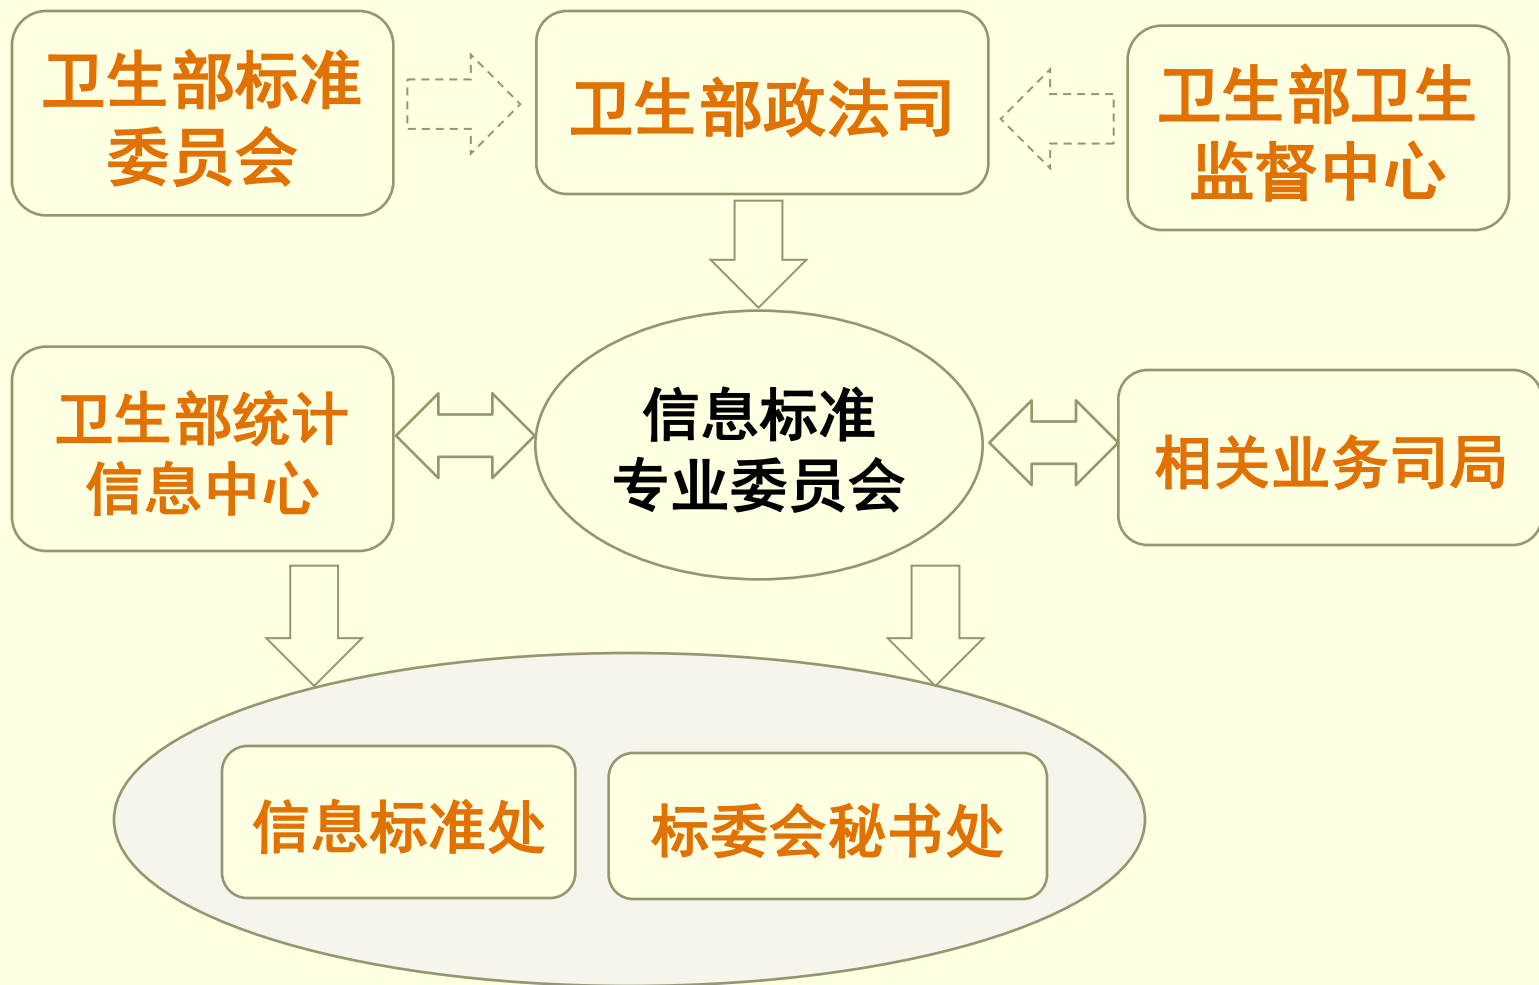 卫生部标准
委员会
卫生部政法司
卫生部卫生
监督中心
卫生部统计
信息中心
信息标准
专业委员会
相关业务司局
信息标准处
标委会秘书处